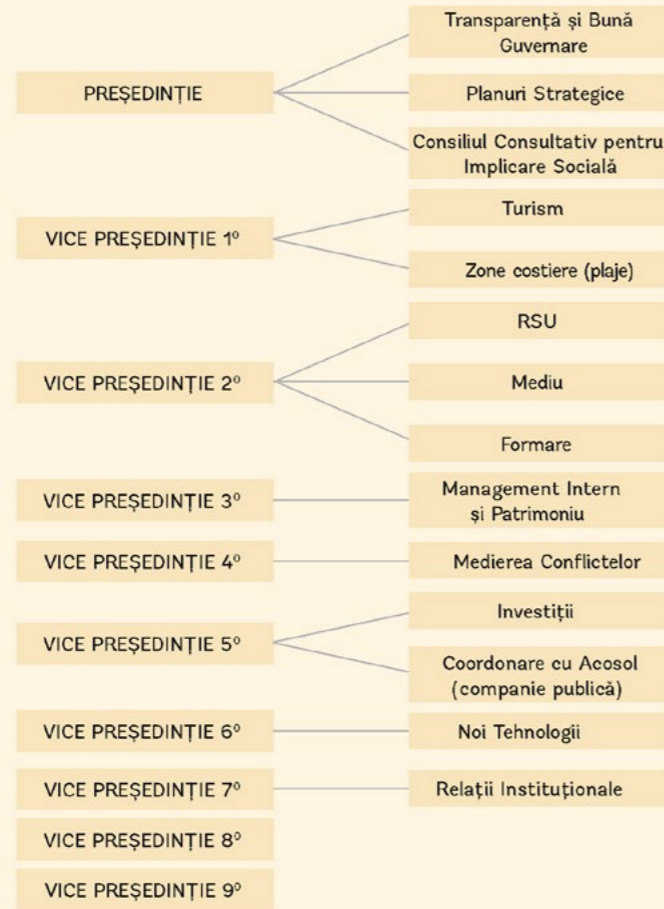 PREȘEDINȚIE
Transparență și Bună
Guvernare
Planuri Strategice
Consiliul Consultativ pentru
Implicare Socială
VICE PREȘEDINȚIE 1º
Turism
Zone costiere (plaje)
VICE PREȘEDINȚIE 2º
RSU
Mediu
Formare
VICE PREȘEDINȚIE 3º
Management Intern
și Patrimoniu
VICE PREȘEDINȚIE 4º
Medierea Conflictelor
VICE PREȘEDINȚIE 5º
Investiții
Coordonare cu Acosol
(companie publică)
VICE PREȘEDINȚIE 6º
Noi Tehnologii
VICE PREȘEDINȚIE 7º
Relații Instituționale
VICE PREȘEDINȚIE 8º
VICE PREȘEDINȚIE 9º